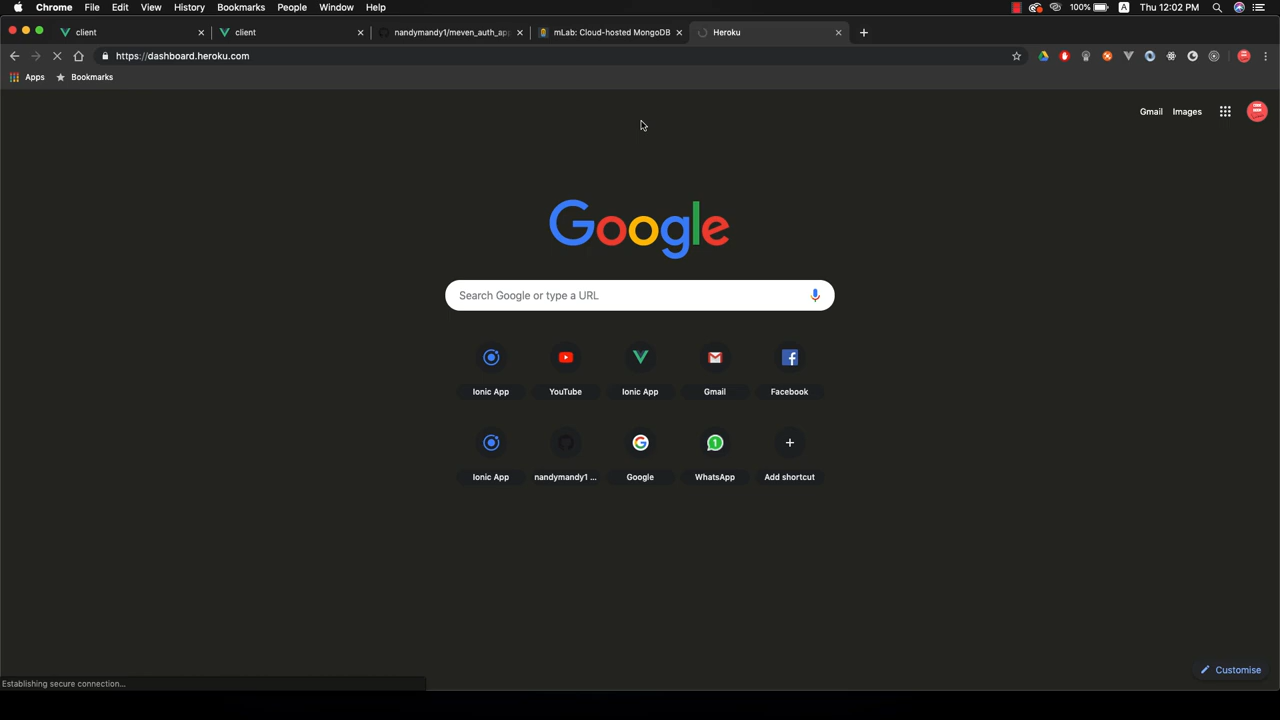 Chrome File Edit View History Bookmarks People Window Help 100% A Thu 12:02 PM
client client nandymandy1/meven_auth_app mLab: Cloud-hosted MongoDB Heroku
https://dashboard.heroku.com
Apps Bookmarks
Gmail Images
Google
Search Google or type a URL
Ionic App YouTube Ionic App Gmail Facebook
Ionic App nandymandy1 ... Google WhatsApp Add shortcut
Customise
Establishing secure connection...